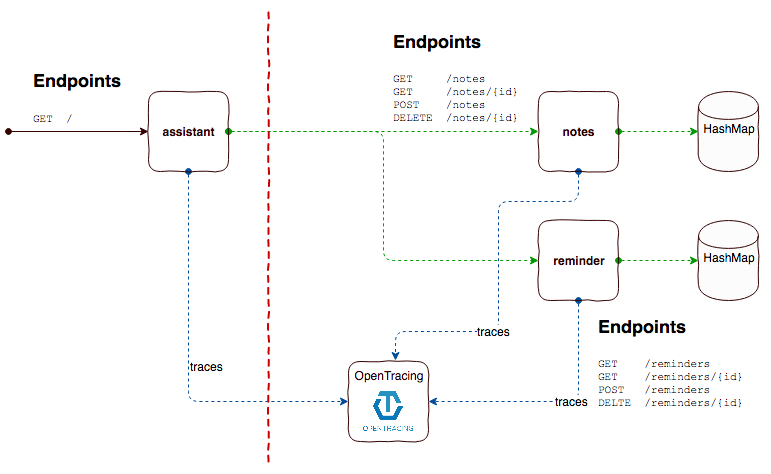 Endpoints
GET /notes
GET /notes/{id}
POST /notes
DELETE /notes/{id}
Endpoints
GET /
assistant
notes
HashMap
reminder
HashMap
traces
Endpoints
GET /reminders
GET /reminders/{id}
POST /reminders
DELTE /reminders/{id}
traces
OpenTracing
OPENTRACING
traces